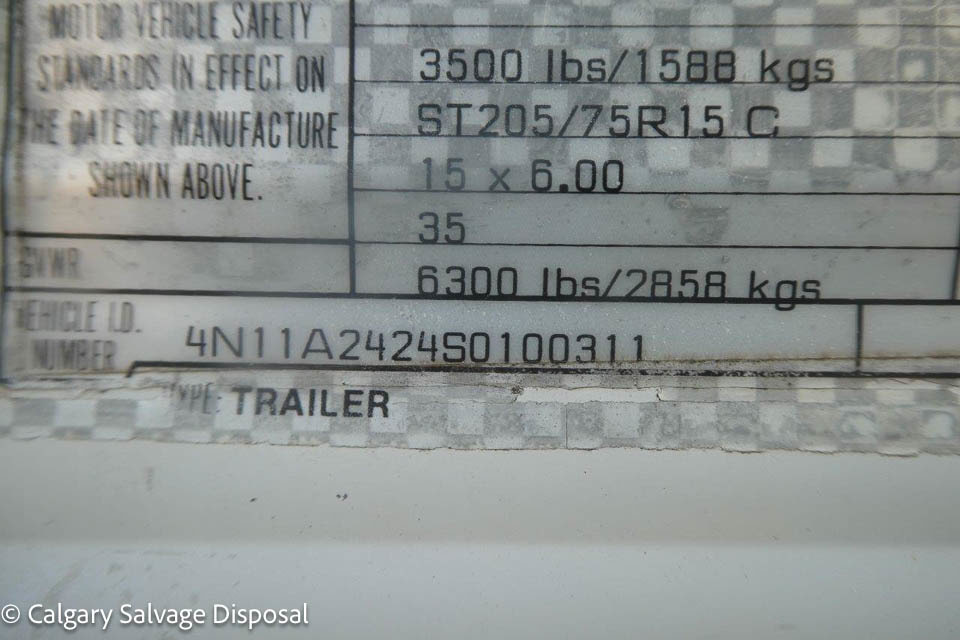 MOTOR VEHICLE SAFETY
STANDARDS IN EFFECT ON
THE DATE OF MANUFACTURE
SHOWN ABOVE.
3500 lbs/1588 kgs
ST205/75R15 C
15 x 6.00
35
GVWR
6300 lbs/2858 kgs
VEHICLE I.D.
NUMBER
4N11A2424S0100311
TYPE: TRAILER
© Calgary Salvage Disposal